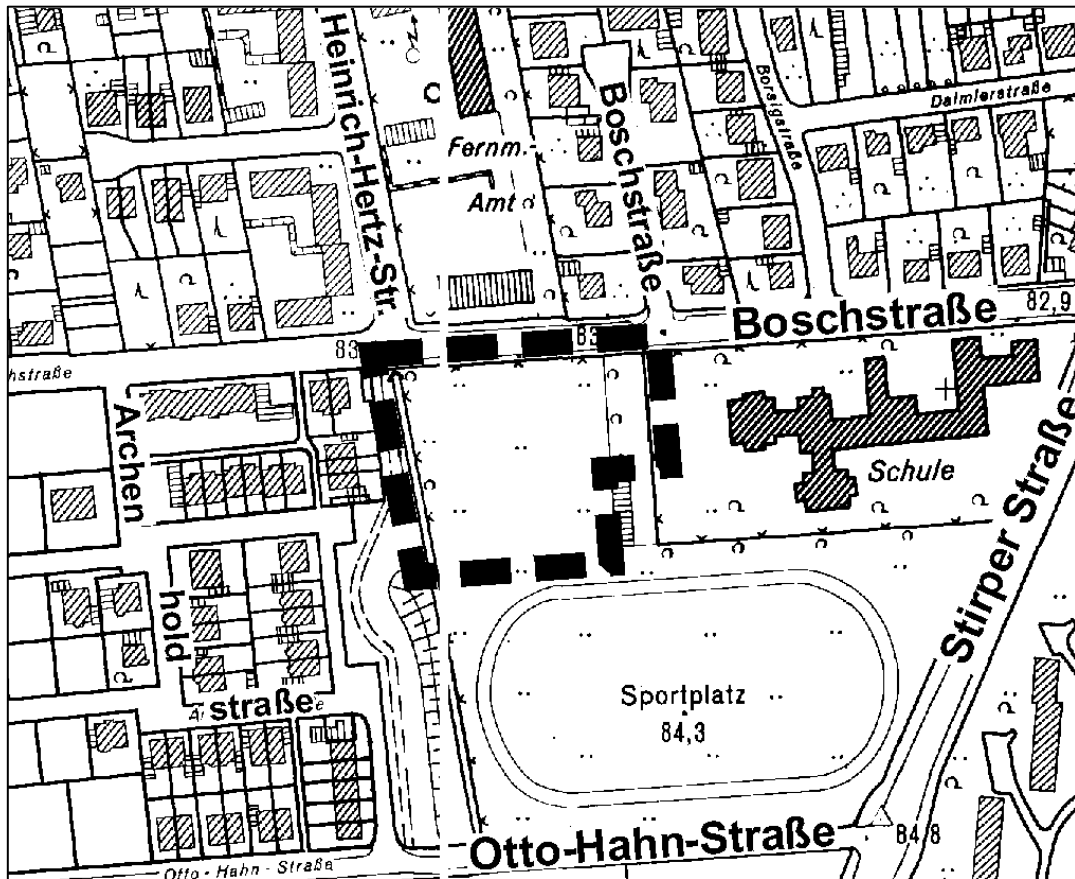 Heinrich-Hertz-Str.
N
Fernm.-
Amt
Boschstraße
Borsigstraße
Daimlerstraße
Boschstraße
82,9
83
83
chstraße
Archen
hold
straße
Schule
Stirper Straße
Sportplatz
84,3
Otto-Hahn-Straße
84,8
Otto-Hahn-Straße